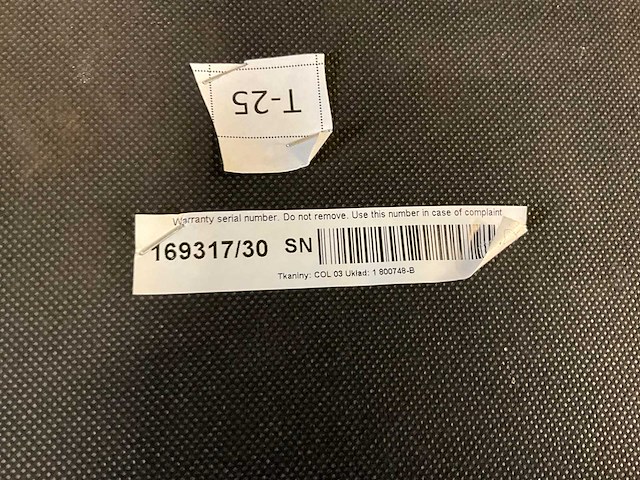 T-25
Warranty serial number. Do not remove. Use this number in case of complaint
169317/30 SN
Tkaniny: COL 03 Układ: 1 800748-B